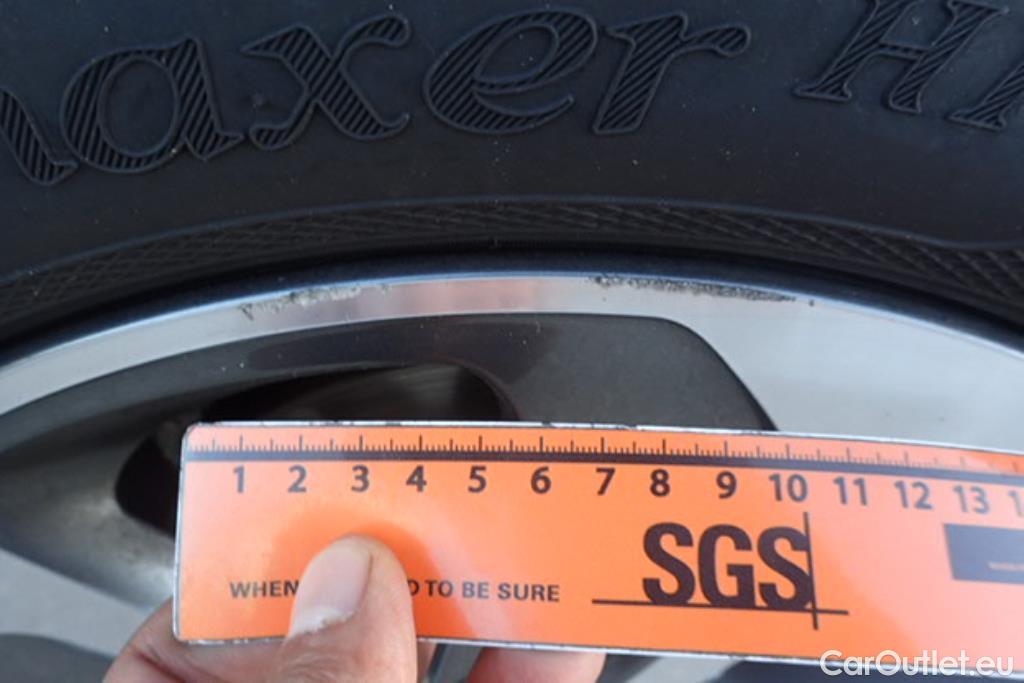 axer H
1 2 3 4 5 6 7 8 9 10 11 12 13
SGS
WHEN TO BE SURE
CarOutlet.eu